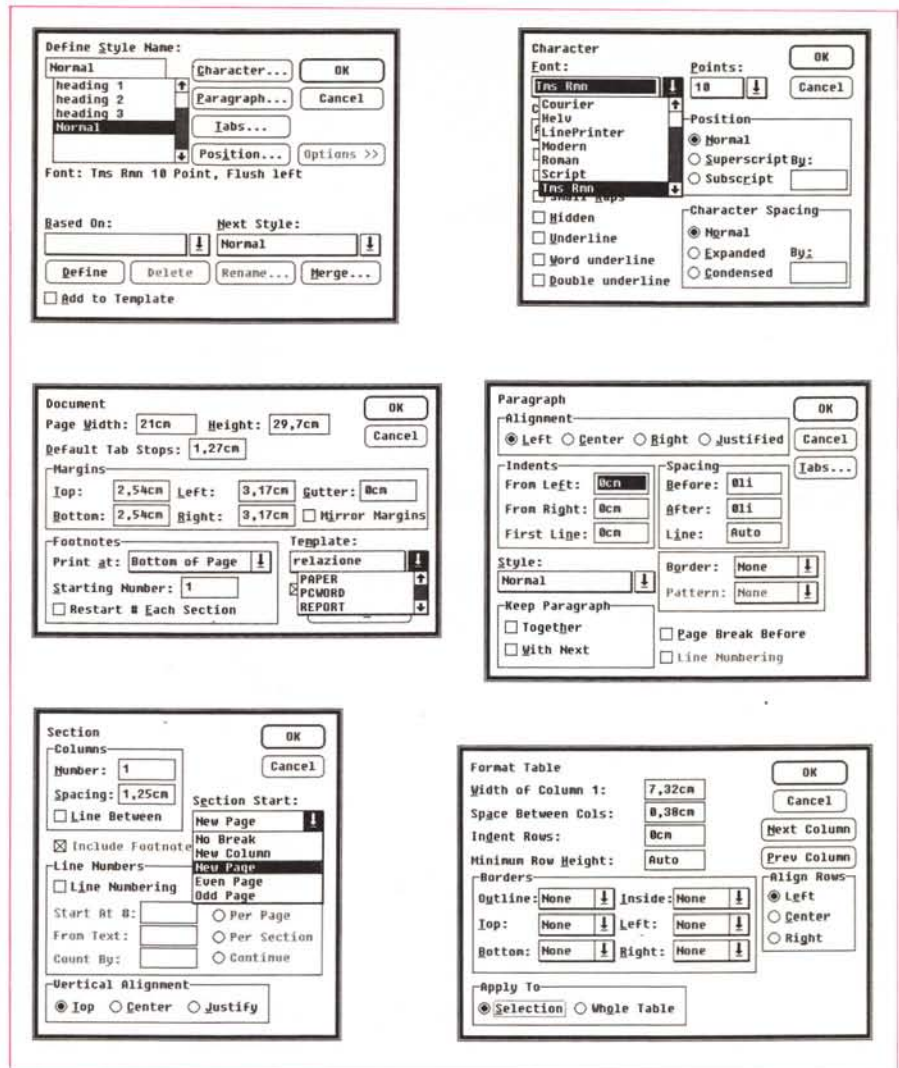 Define Style Name:
Normal
Character...
OK
heading 1
heading 2
heading 3
Normal
Paragraph...
Cancel
Tabs...
Position...
Options >>
Font: Tms Rmn 10 Point, Flush left
Based On:
Next Style:
Normal
Define
Delete
Rename...
Merge...
Add to Template
Character
Font:
Points:
OK
Tms Rmn
10
Cancel
Courier
Helv
LinePrinter
Modern
Roman
Script
Tms Rmn
Hidden
Underline
Word underline
Double underline
Position
Normal
Superscript By:
Subscript
Character Spacing
Normal
Expanded By:
Condensed
Document
OK
Page Width: 21cm Height: 29,7cm
Cancel
Default Tab Stops: 1,27cm
Margins
Top: 2,54cm Left: 3,17cm Gutter: 0cm
Bottom: 2,54cm Right: 3,17cm Mirror Margins
Footnotes
Print at: Bottom of Page
Starting Number: 1
Restart # Each Section
Template:
relazione
PAPER
PCWORD
REPORT
Paragraph
OK
Alignment
Left Center Right Justified
Cancel
Indents
From Left: 0cm
From Right: 0cm
First Line: 0cm
Spacing
Before: 0li
After: 0li
Line: Auto
Tabs...
Style:
Normal
Border: None
Pattern: None
Keep Paragraph
Together
With Next
Page Break Before
Line Numbering
Section
OK
Columns
Number: 1
Cancel
Spacing: 1,25cm
Line Between
Section Start:
New Page
No Break
New Column
New Page
Even Page
Odd Page
Include Footnote
Line Numbers
Line Numbering
Start At #:
Per Page
From Text:
Per Section
Count By:
Continue
Vertical Alignment
Top Center Justify
Format Table
OK
Width of Column 1: 7,32cm
Cancel
Space Between Cols: 0,38cm
Indent Rows: 0cm
Next Column
Minimum Row Height: Auto
Prev Column
Borders
Outline: None Inside: None
Top: None Left: None
Bottom: None Right: None
Align Rows
Left
Center
Right
Apply To
Selection Whole Table